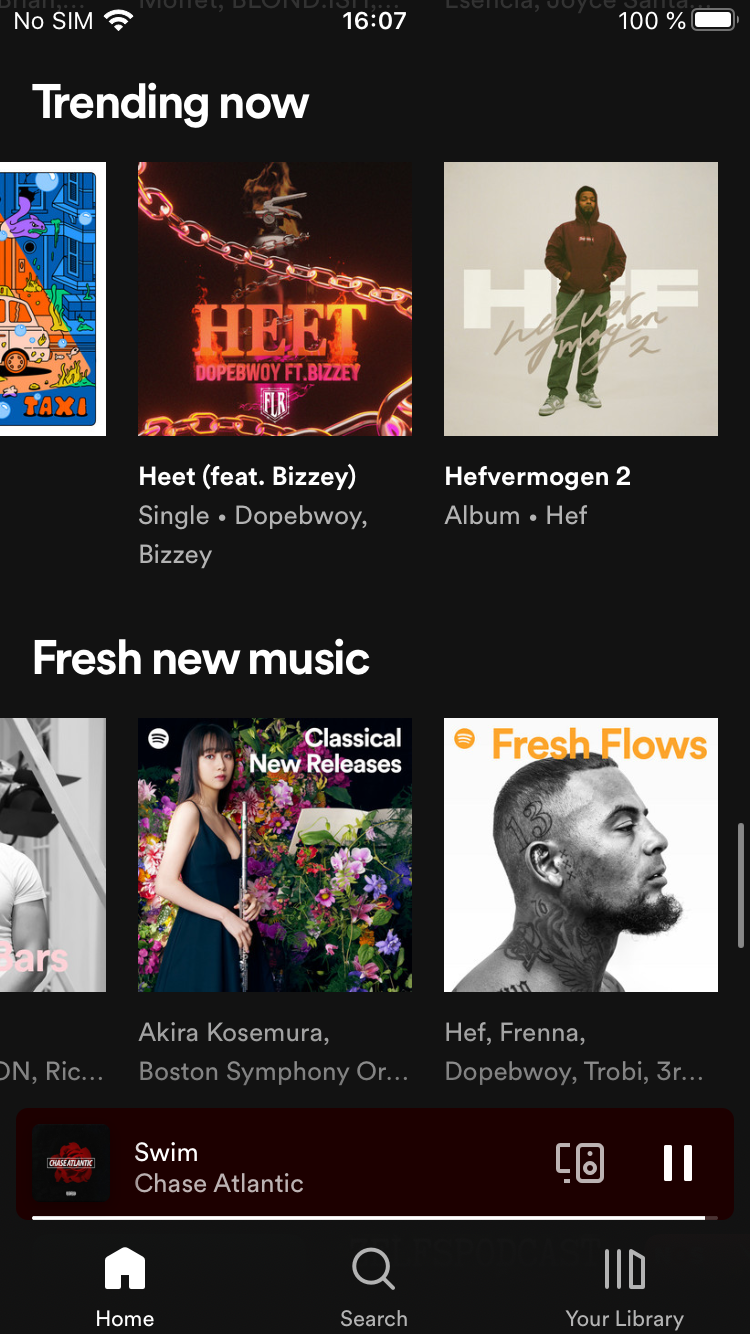 No SIM 16:07 100 %
Trending now
TAXI
HEET
DOPEBWOY FT. BIZZEY
FLR
HEF
hefvermogen 2
Heet (feat. Bizzey)
Single • Dopebwoy,
Bizzey
Hefvermogen 2
Album • Hef
Fresh new music
Bars
Classical
New Releases
Fresh Flows
13
ON, Ric...
Akira Kosemura,
Boston Symphony Or...
Hef, Frenna,
Dopebwoy, Trobi, 3r...
CHASE ATLANTIC
Swim
Chase Atlantic
Home
Search
Your Library